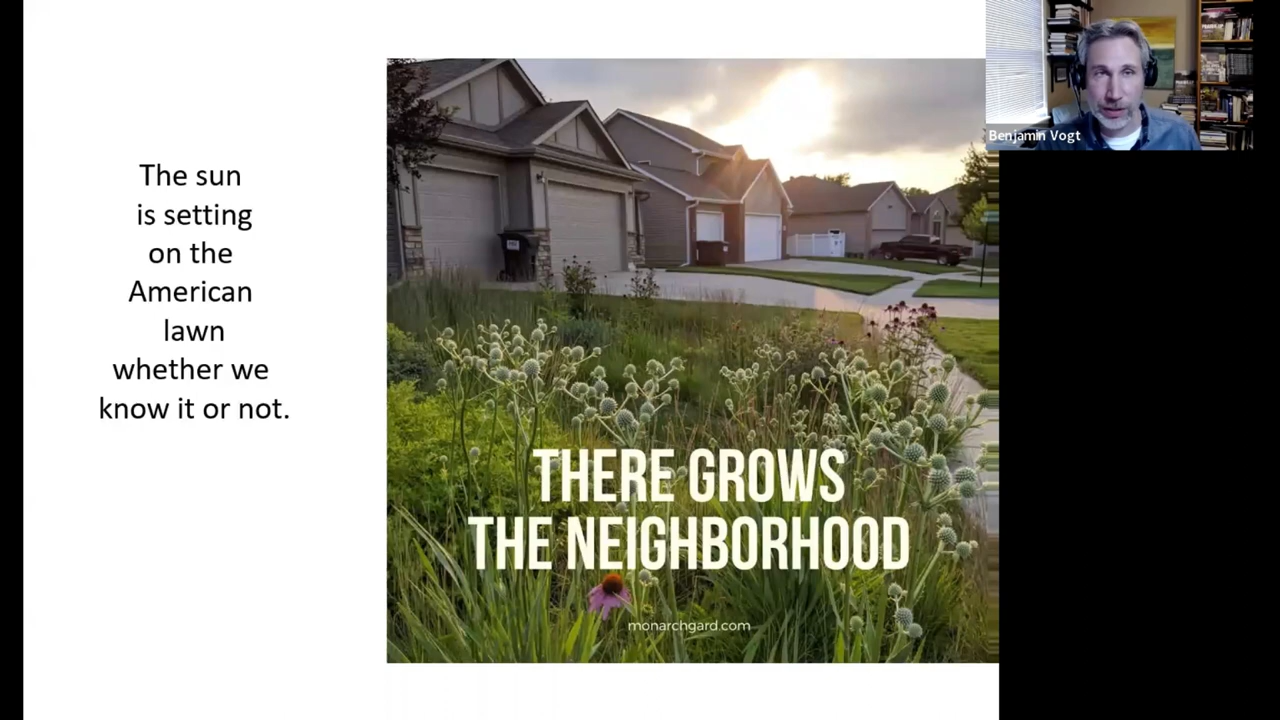 The sun
is setting
on the
American
lawn
whether we
know it or not.
THERE GROWS
THE NEIGHBORHOOD
monarchgard.com
Benjamin Vogt